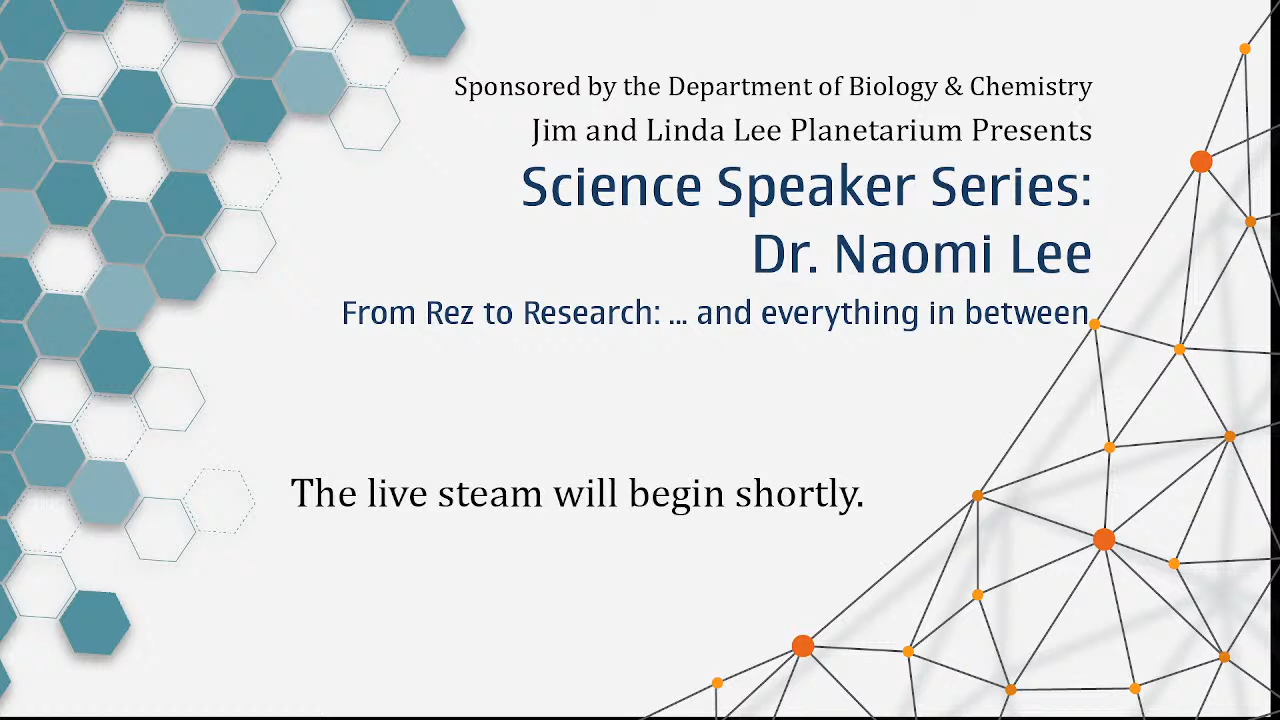 Sponsored by the Department of Biology & Chemistry
Jim and Linda Lee Planetarium Presents
Science Speaker Series:
Dr. Naomi Lee
From Rez to Research: ... and everything in between
The live steam will begin shortly.